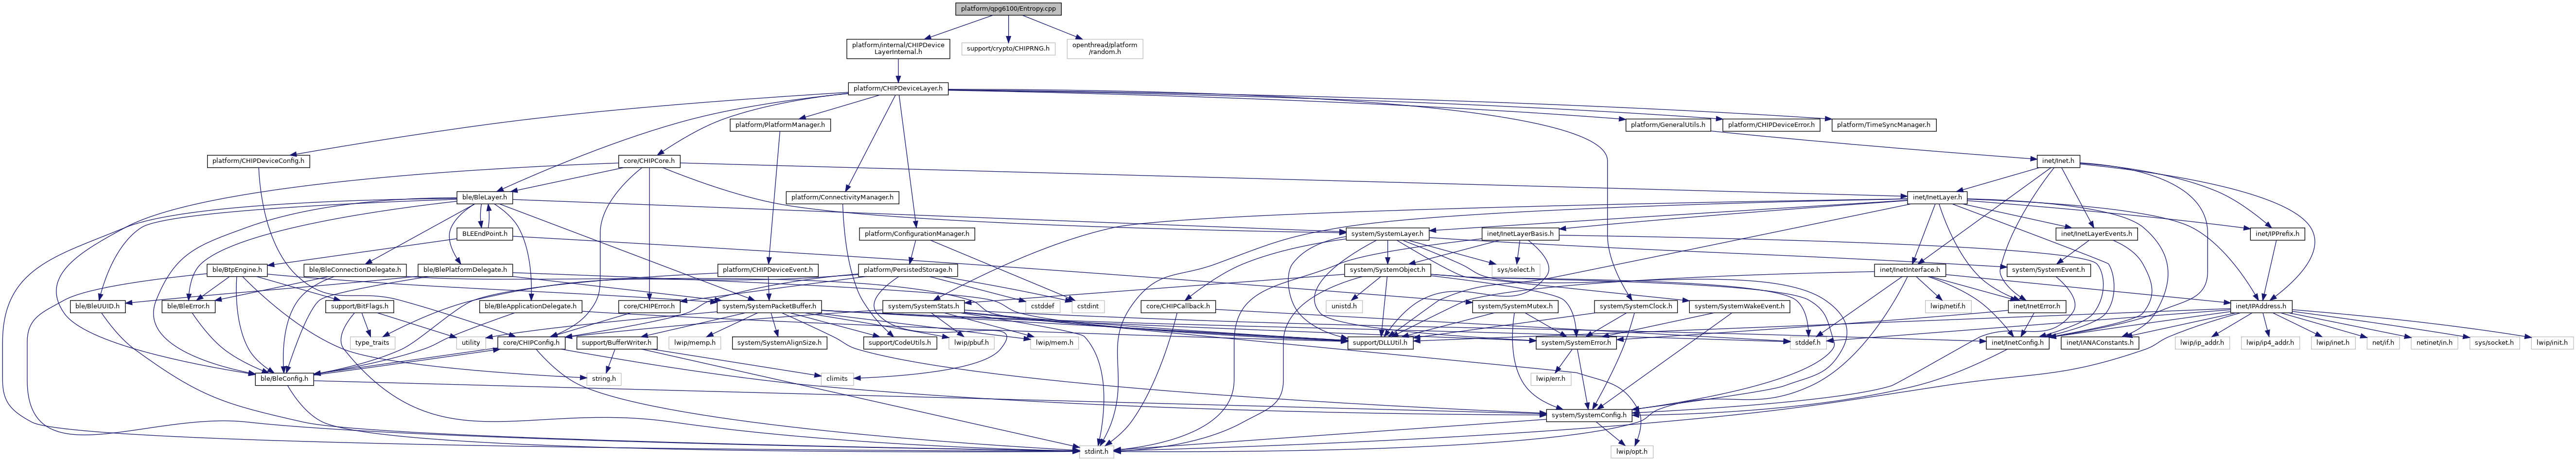 platform/qpg6100/Entropy.cpp
platform/internal/CHIPDevice
LayerInternal.h
support/crypto/CHIPRNG.h
openthread/platform
/random.h
platform/CHIPDeviceLayer.h
platform/PlatformManager.h
platform/GeneralUtils.h
platform/CHIPDeviceError.h
platform/TimeSyncManager.h
platform/CHIPDeviceConfig.h
core/CHIPCore.h
inet/Inet.h
ble/BleLayer.h
platform/ConnectivityManager.h
inet/InetLayer.h
BLEEndPoint.h
platform/ConfigurationManager.h
system/SystemLayer.h
inet/InetLayerBasis.h
inet/InetLayerEvents.h
inet/IPPrefix.h
ble/BtpEngine.h
ble/BleConnectionDelegate.h
ble/BlePlatformDelegate.h
platform/CHIPDeviceEvent.h
platform/PersistedStorage.h
system/SystemObject.h
sys/select.h
inet/InetInterface.h
system/SystemEvent.h
ble/BleUUID.h
ble/BleError.h
support/BitFlags.h
ble/BleApplicationDelegate.h
core/CHIPError.h
system/SystemPacketBuffer.h
system/SystemStats.h
cstddef
cstdint
core/CHIPCallback.h
unistd.h
system/SystemMutex.h
system/SystemClock.h
system/SystemWakeEvent.h
lwip/netif.h
inet/InetError.h
inet/IPAddress.h
type_traits
utility
core/CHIPConfig.h
support/BufferWriter.h
lwip/memp.h
system/SystemAlignSize.h
support/CodeUtils.h
lwip/pbuf.h
lwip/mem.h
support/DLLUtil.h
system/SystemError.h
stddef.h
inet/InetConfig.h
inet/IANAConstants.h
lwip/ip_addr.h
lwip/ip4_addr.h
lwip/inet.h
net/if.h
netinet/in.h
sys/socket.h
lwip/init.h
ble/BleConfig.h
string.h
climits
lwip/err.h
system/SystemConfig.h
stdint.h
lwip/opt.h